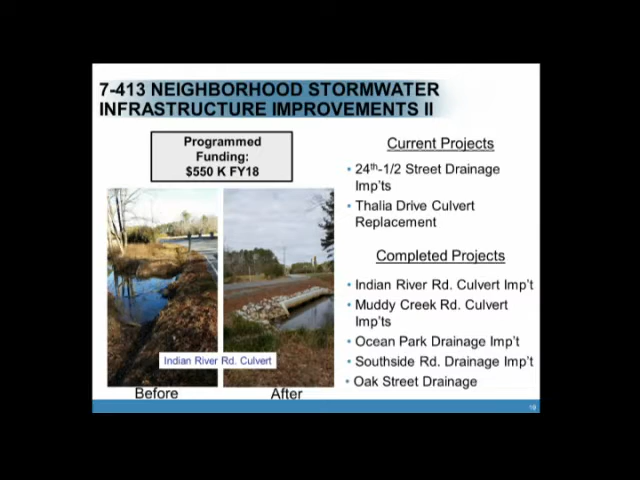 7-413 NEIGHBORHOOD STORMWATER
INFRASTRUCTURE IMPROVEMENTS II
Programmed
Funding:
$550 K FY18
Indian River Rd. Culvert
Before
After
Current Projects
• 24th-1/2 Street Drainage
Imp'ts
• Thalia Drive Culvert
Replacement
Completed Projects
• Indian River Rd. Culvert Imp't
• Muddy Creek Rd. Culvert
Imp'ts
• Ocean Park Drainage Imp't
• Southside Rd. Drainage Imp't
• Oak Street Drainage
19